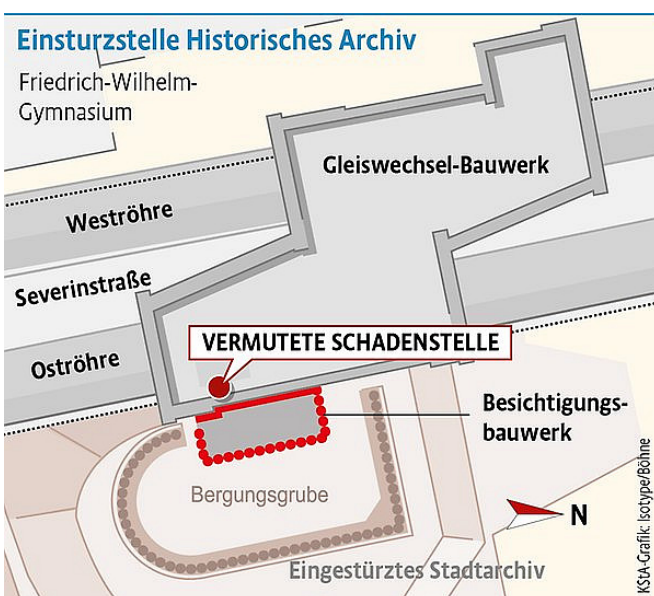 Einsturzstelle Historisches Archiv
Friedrich-Wilhelm-
Gymnasium
Gleiswechsel-Bauwerk
Weströhre
Severinstraße
Oströhre
VERMUTETE SCHADENSTELLE
Besichtigungs-
bauwerk
Bergungsgrube
N
Eingestürztes Stadtarchiv
KStA-Grafik: Isotype/Böhne